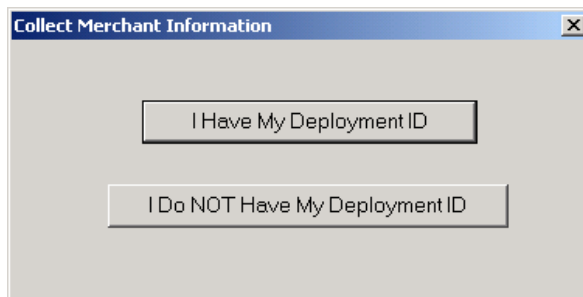 Collect Merchant Information
I Have My Deployment ID
I Do NOT Have My Deployment ID